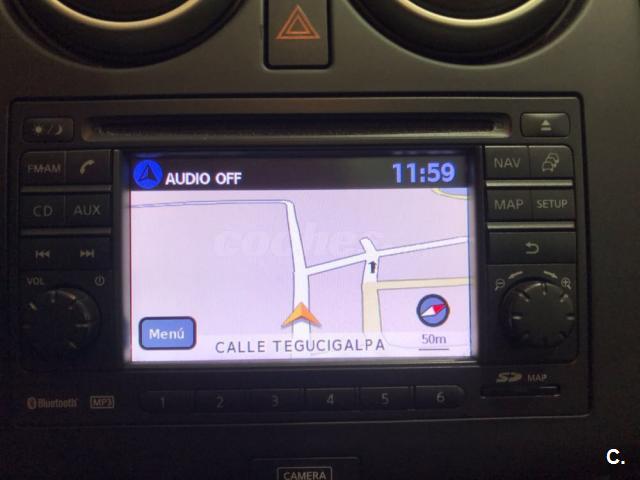 FM·AM
CD AUX
VOL
AUDIO OFF 11:59
coches
Menú
CALLE TEGUCIGALPA
50m
NAV
MAP SETUP
SD MAP
Bluetooth MP3
1 2 3 4 5 6
CAMERA
C.